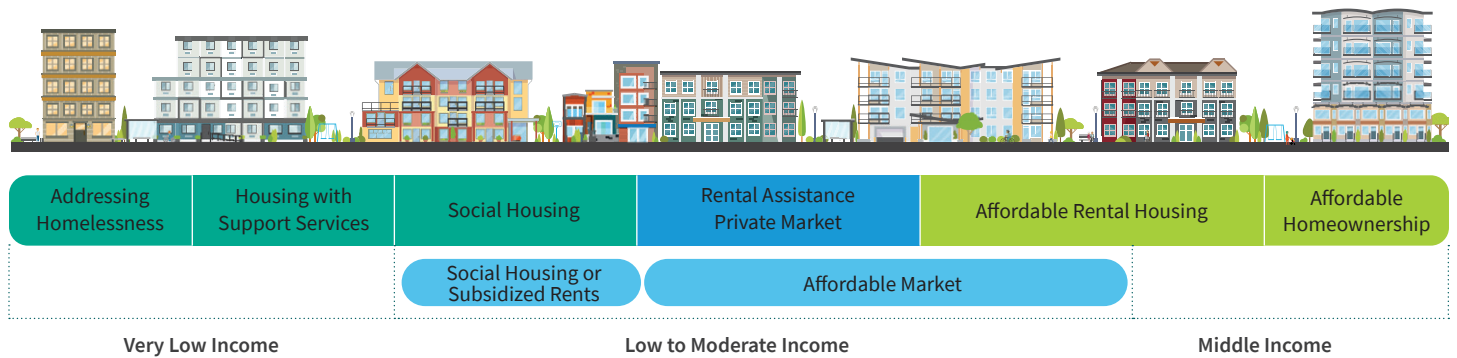 Addressing
Homelessness
Housing with
Support Services
Social Housing
Rental Assistance
Private Market
Affordable Rental Housing
Affordable
Homeownership
Social Housing or
Subsidized Rents
Affordable Market
Very Low Income
Low to Moderate Income
Middle Income